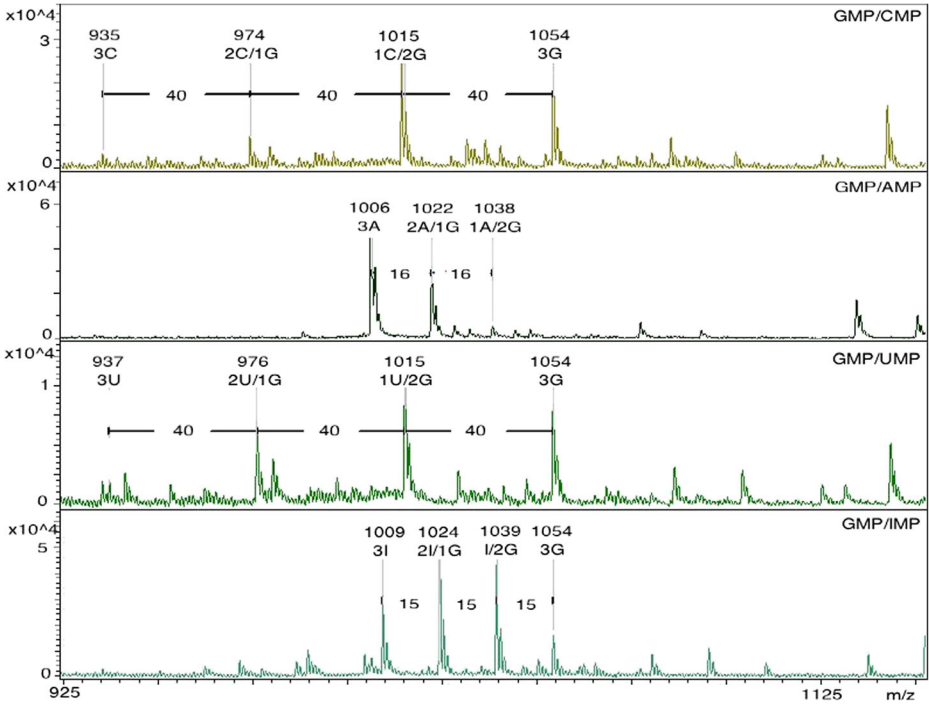 x10^4 GMP/CMP
935 974 1015 1054
3 3C 2C/1G 1C/2G 3G
40 40 40
0
x10^4 GMP/AMP
6 1006 1022 1038
3A 2A/1G 1A/2G
16 16
0
x10^4 GMP/UMP
937 976 1015 1054
1 3U 2U/1G 1U/2G 3G
40 40 40
0
x10^4 GMP/IMP
1009 1024 1039 1054
5 3I 2I/1G I/2G 3G
15 15 15
0
925 1125 m/z